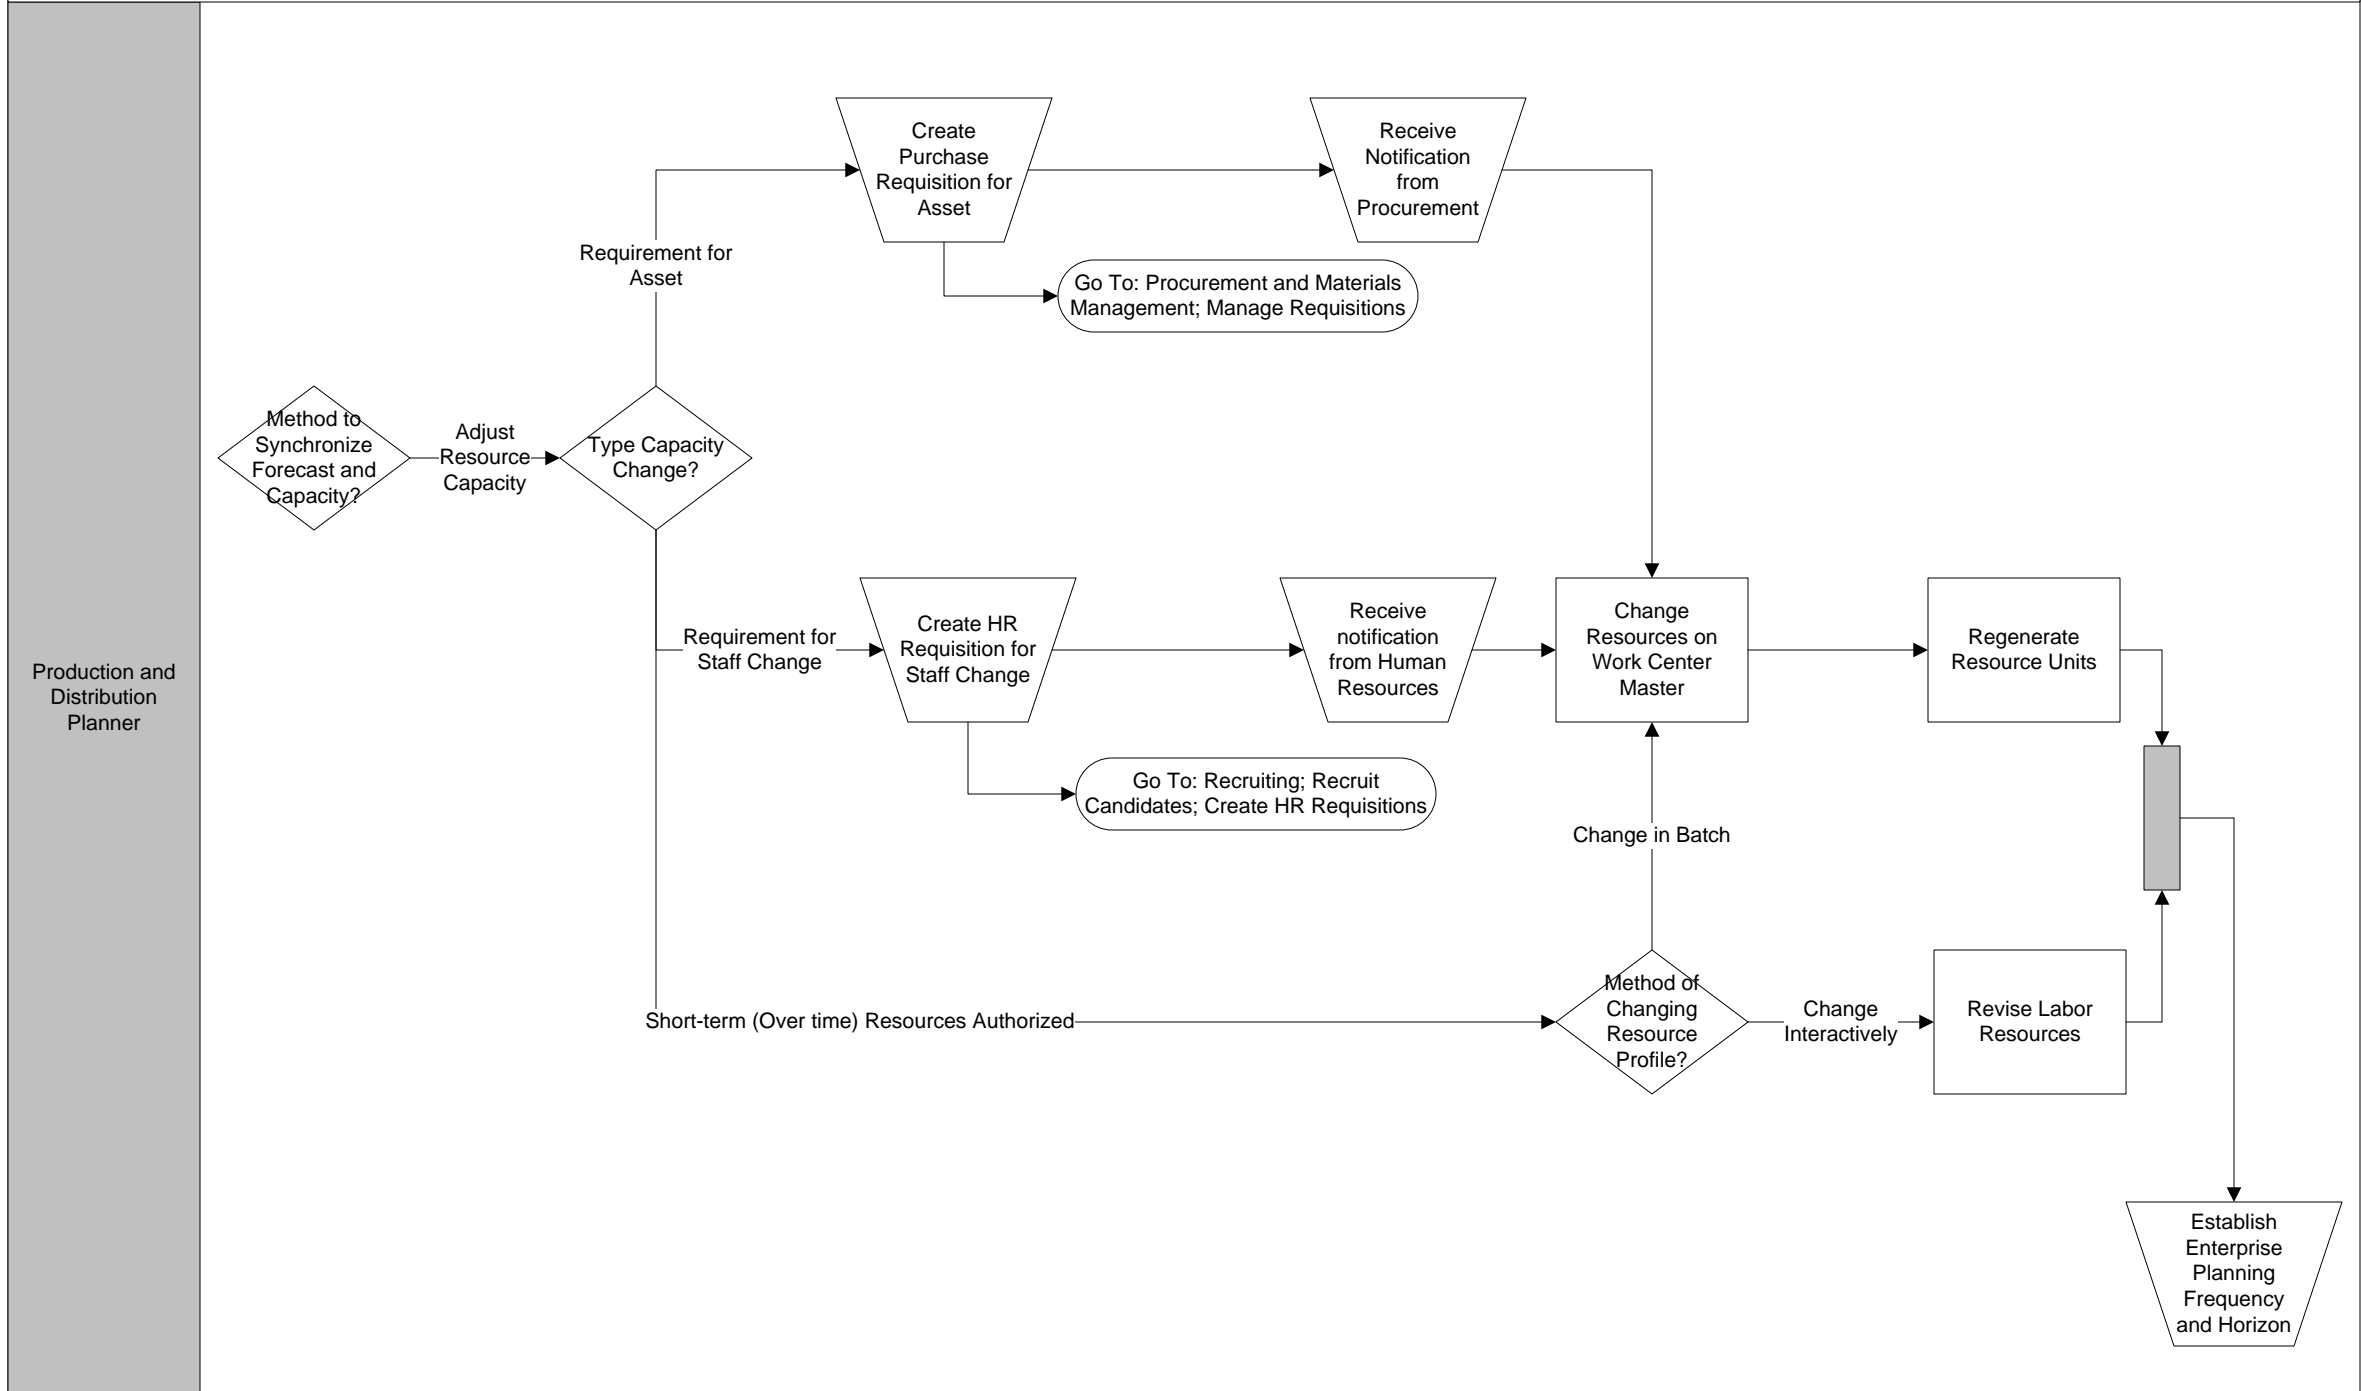 Production and
Distribution
Planner
Create
Purchase
Requisition for
Asset
Receive
Notification
from
Procurement
Requirement for
Asset
Go To: Procurement and Materials
Management; Manage Requisitions
Method to
Synchronize
Forecast and
Capacity?
Adjust
Resource
Capacity
Type Capacity
Change?
Requirement for
Staff Change
Create HR
Requisition for
Staff Change
Receive
notification
from Human
Resources
Change
Resources on
Work Center
Master
Regenerate
Resource Units
Go To: Recruiting; Recruit
Candidates; Create HR Requisitions
Change in Batch
Short-term (Over time) Resources Authorized
Method of
Changing
Resource
Profile?
Change
Interactively
Revise Labor
Resources
Establish
Enterprise
Planning
Frequency
and Horizon